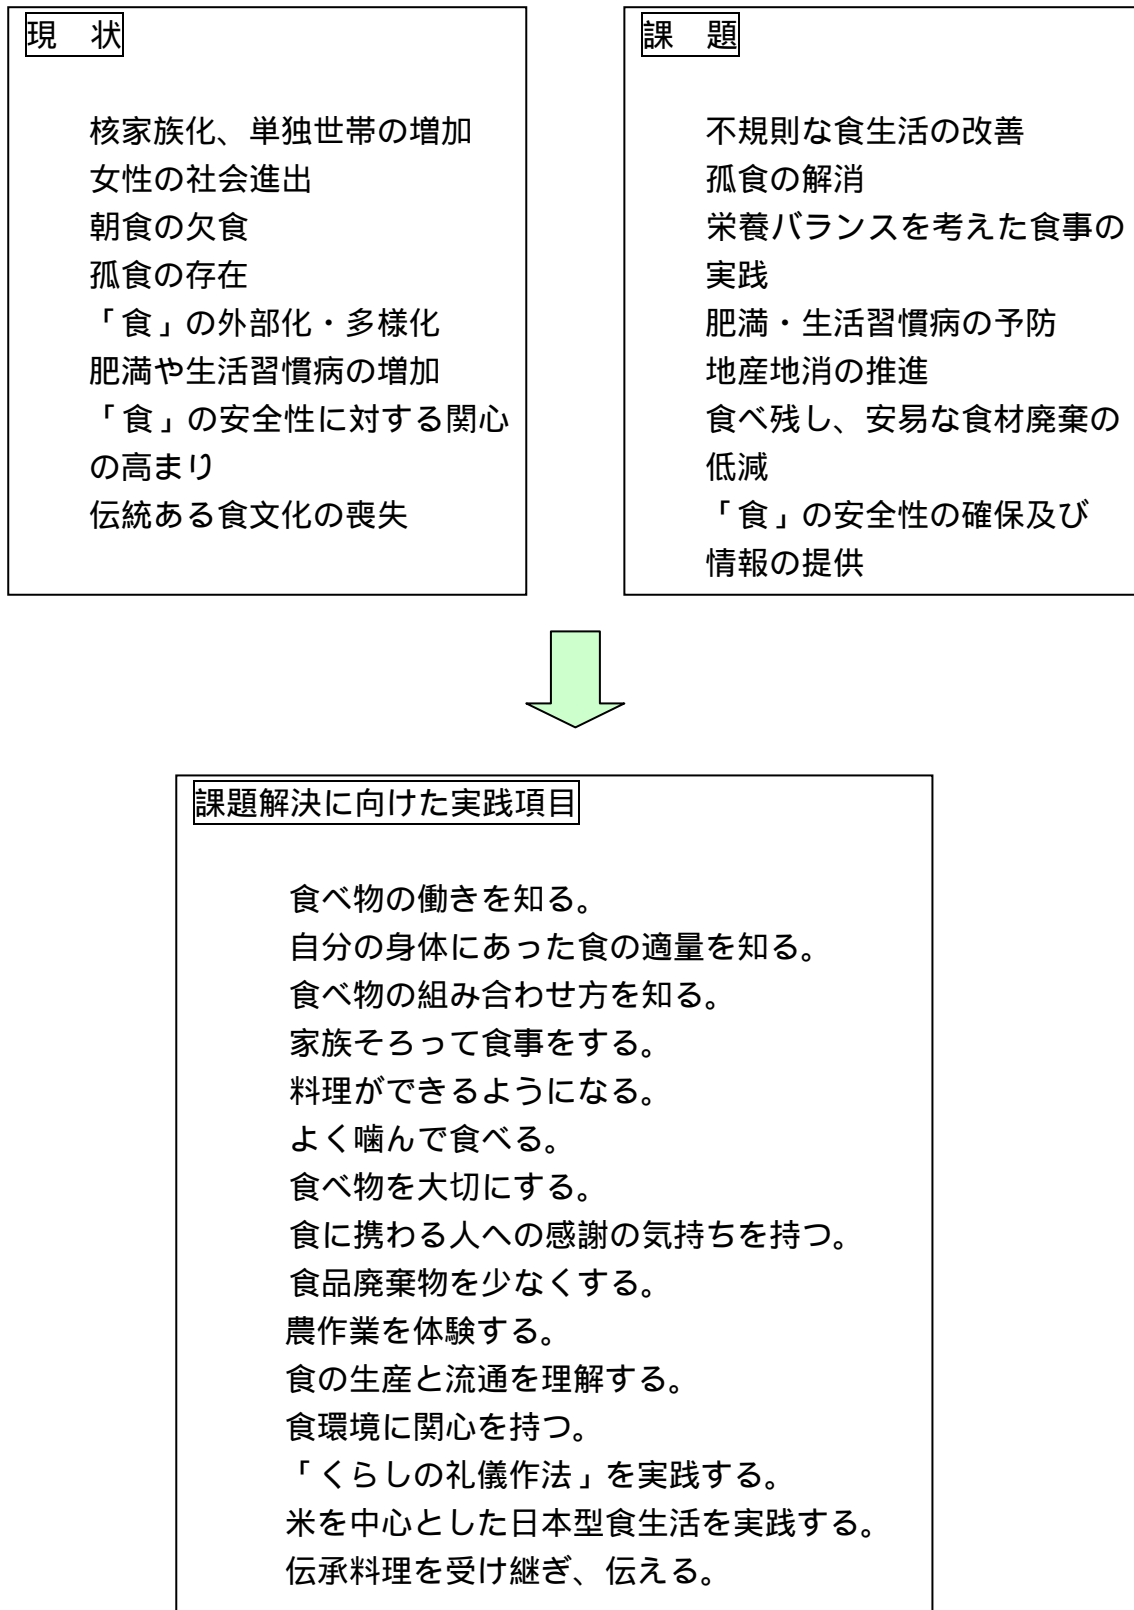 現　状
核家族化、単独世帯の増加
女性の社会進出
朝食の欠食
孤食の存在
「食」の外部化・多様化
肥満や生活習慣病の増加
「食」の安全性に対する関心
の高まり
伝統ある食文化の喪失
課　題
不規則な食生活の改善
孤食の解消
栄養バランスを考えた食事の
実践
肥満・生活習慣病の予防
地産地消の推進
食べ残し、安易な食材廃棄の
低減
「食」の安全性の確保及び
情報の提供
課題解決に向けた実践項目
食べ物の働きを知る。
自分の身体にあった食の適量を知る。
食べ物の組み合わせ方を知る。
家族そろって食事をする。
料理ができるようになる。
よく噛んで食べる。
食べ物を大切にする。
食に携わる人への感謝の気持ちを持つ。
食品廃棄物を少なくする。
農作業を体験する。
食の生産と流通を理解する。
食環境に関心を持つ。
「くらしの礼儀作法」を実践する。
米を中心とした日本型食生活を実践する。
伝承料理を受け継ぎ、伝える。